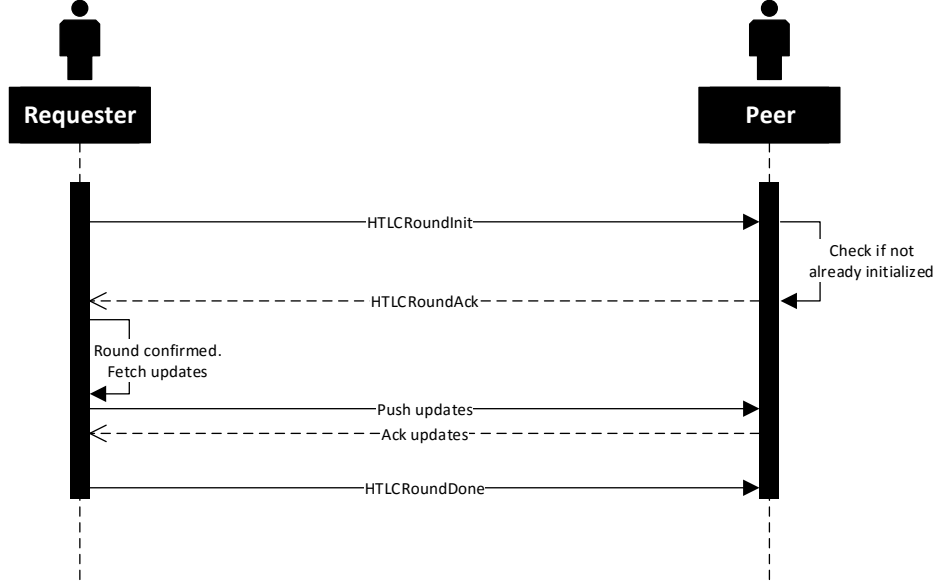 Requester
Peer
HTLCRoundInit
Check if not
already initialized
HTLCRoundAck
Round confirmed.
Fetch updates
Push updates
Ack updates
HTLCRoundDone